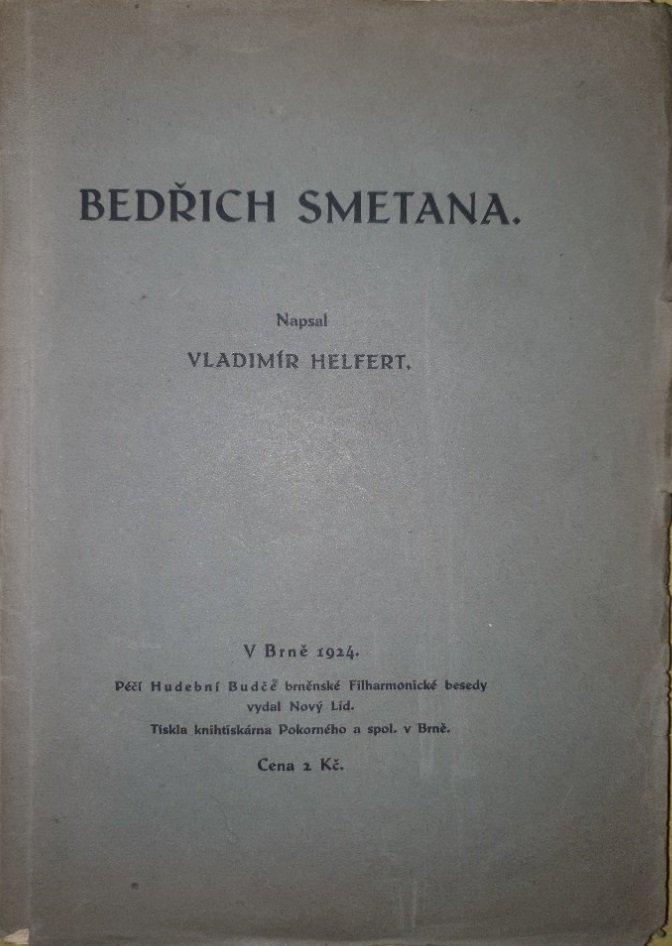 BEDŘICH SMETANA.
Napsal
VLADIMÍR HELFERT.
V Brně 1924.
Péčí Hudební Budče brněnské Filharmonické besedy
vydal Nový Lid.
Tiskla knihtiskárna Pokorného a spol. v Brně.
Cena 2 Kč.